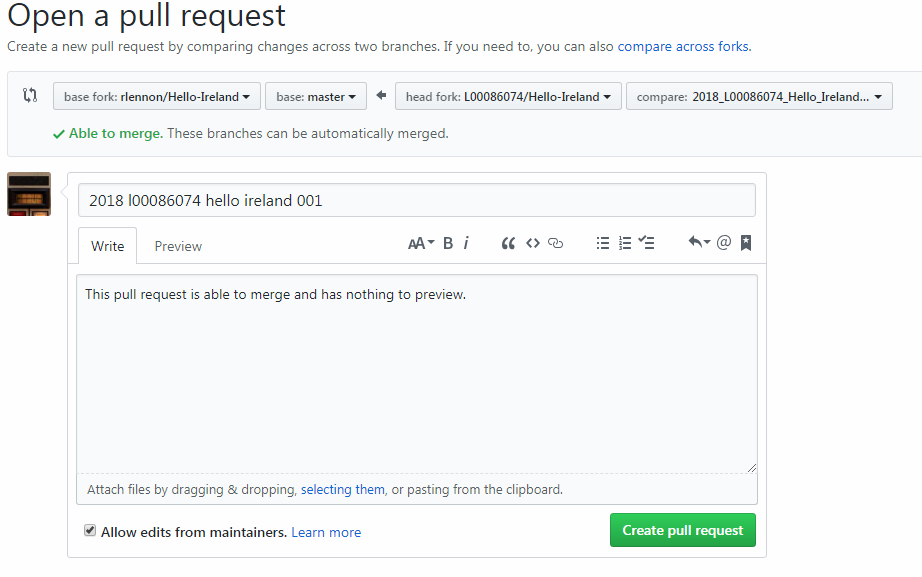 Open a pull request
Create a new pull request by comparing changes across two branches. If you need to, you can also compare across forks.
base fork: rlennon/Hello-Ireland base: master head fork: L00086074/Hello-Ireland compare: 2018_L00086074_Hello_Ireland...
Able to merge. These branches can be automatically merged.
2018 l00086074 hello ireland 001
Write Preview AA B i “ <> @
This pull request is able to merge and has nothing to preview.
Attach files by dragging & dropping, selecting them, or pasting from the clipboard.
Allow edits from maintainers. Learn more Create pull request